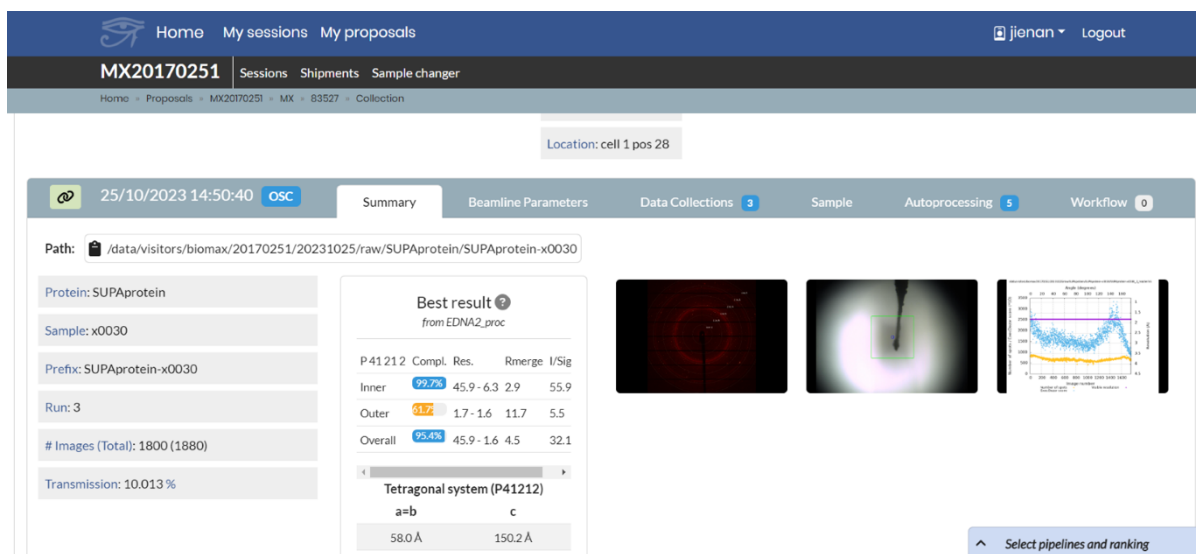 Home My sessions My proposals jienan Logout
MX20170251 Sessions Shipments Sample changer
Home » Proposals » MX20170251 » MX » 83527 » Collection
Location: cell 1 pos 28
25/10/2023 14:50:40 OSC Summary Beamline Parameters Data Collections 3 Sample Autoprocessing 5 Workflow 0
Path: /data/visitors/biomax/20170251/20231025/raw/SUPAprotein/SUPAprotein-x0030
Protein: SUPAprotein
Sample: x0030
Prefix: SUPAprotein-x0030
Run: 3
# Images (Total): 1800 (1880)
Transmission: 10.013 %
Best result ?
from EDNA2_proc
P 41 21 2 Compl. Res. Rmerge I/Sig
Inner 99.7% 45.9 - 6.3 2.9 55.9
Outer 61.7% 1.7 - 1.6 11.7 5.5
Overall 95.4% 45.9 - 1.6 4.5 32.1
Tetragonal system (P41212)
a=b c
58.0 Å 150.2 Å
Angle (degrees)
Image number
Select pipelines and ranking